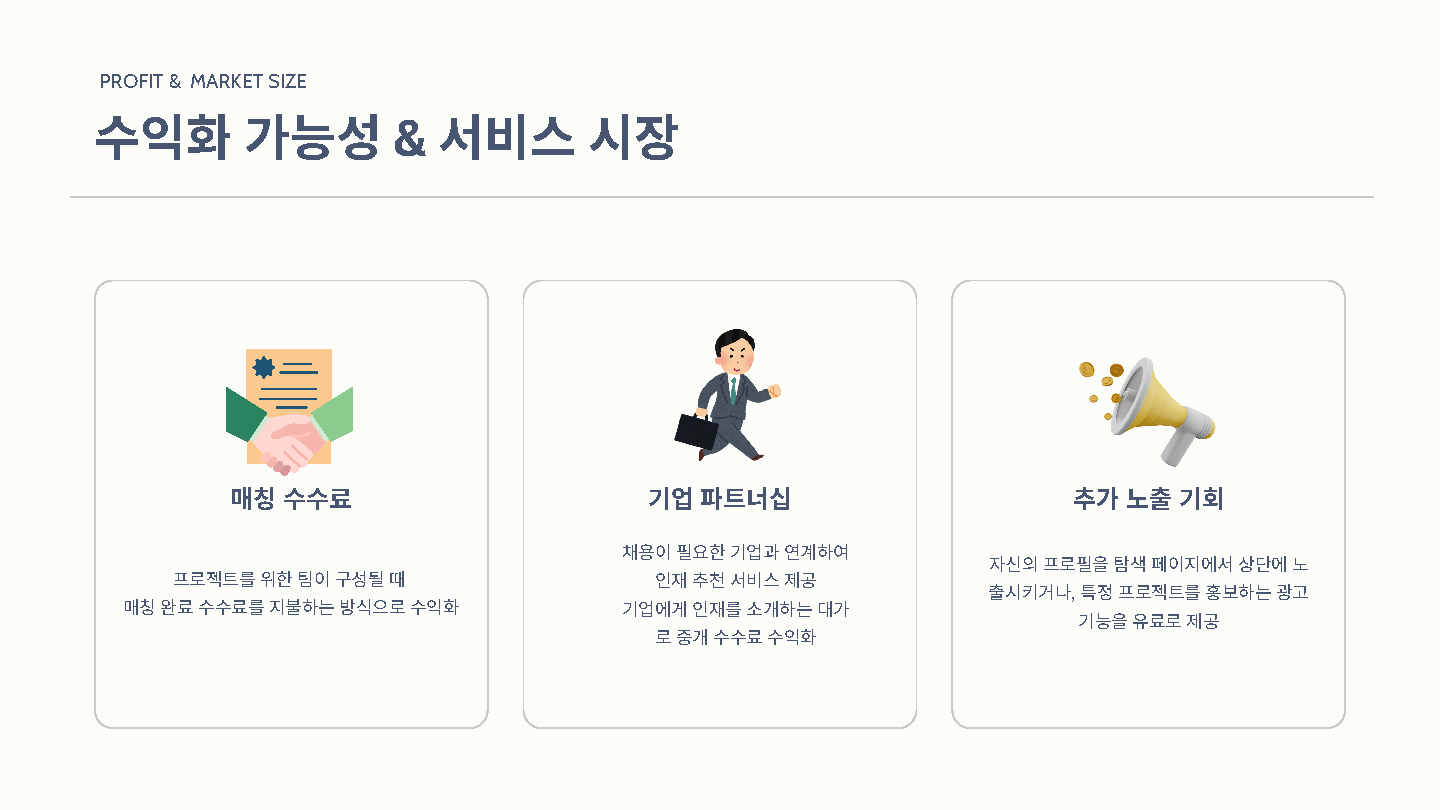 PROFIT & MARKET SIZE
수익화 가능성 & 서비스 시장
매칭 수수료
프로젝트를 위한 팀이 구성될 때
매칭 완료 수수료를 지불하는 방식으로 수익화
기업 파트너십
채용이 필요한 기업과 연계하여
인재 추천 서비스 제공
기업에게 인재를 소개하는 대가
로 중개 수수료 수익화
추가 노출 기회
자신의 프로필을 탐색 페이지에서 상단에 노
출시키거나, 특정 프로젝트를 홍보하는 광고
기능을 유료로 제공